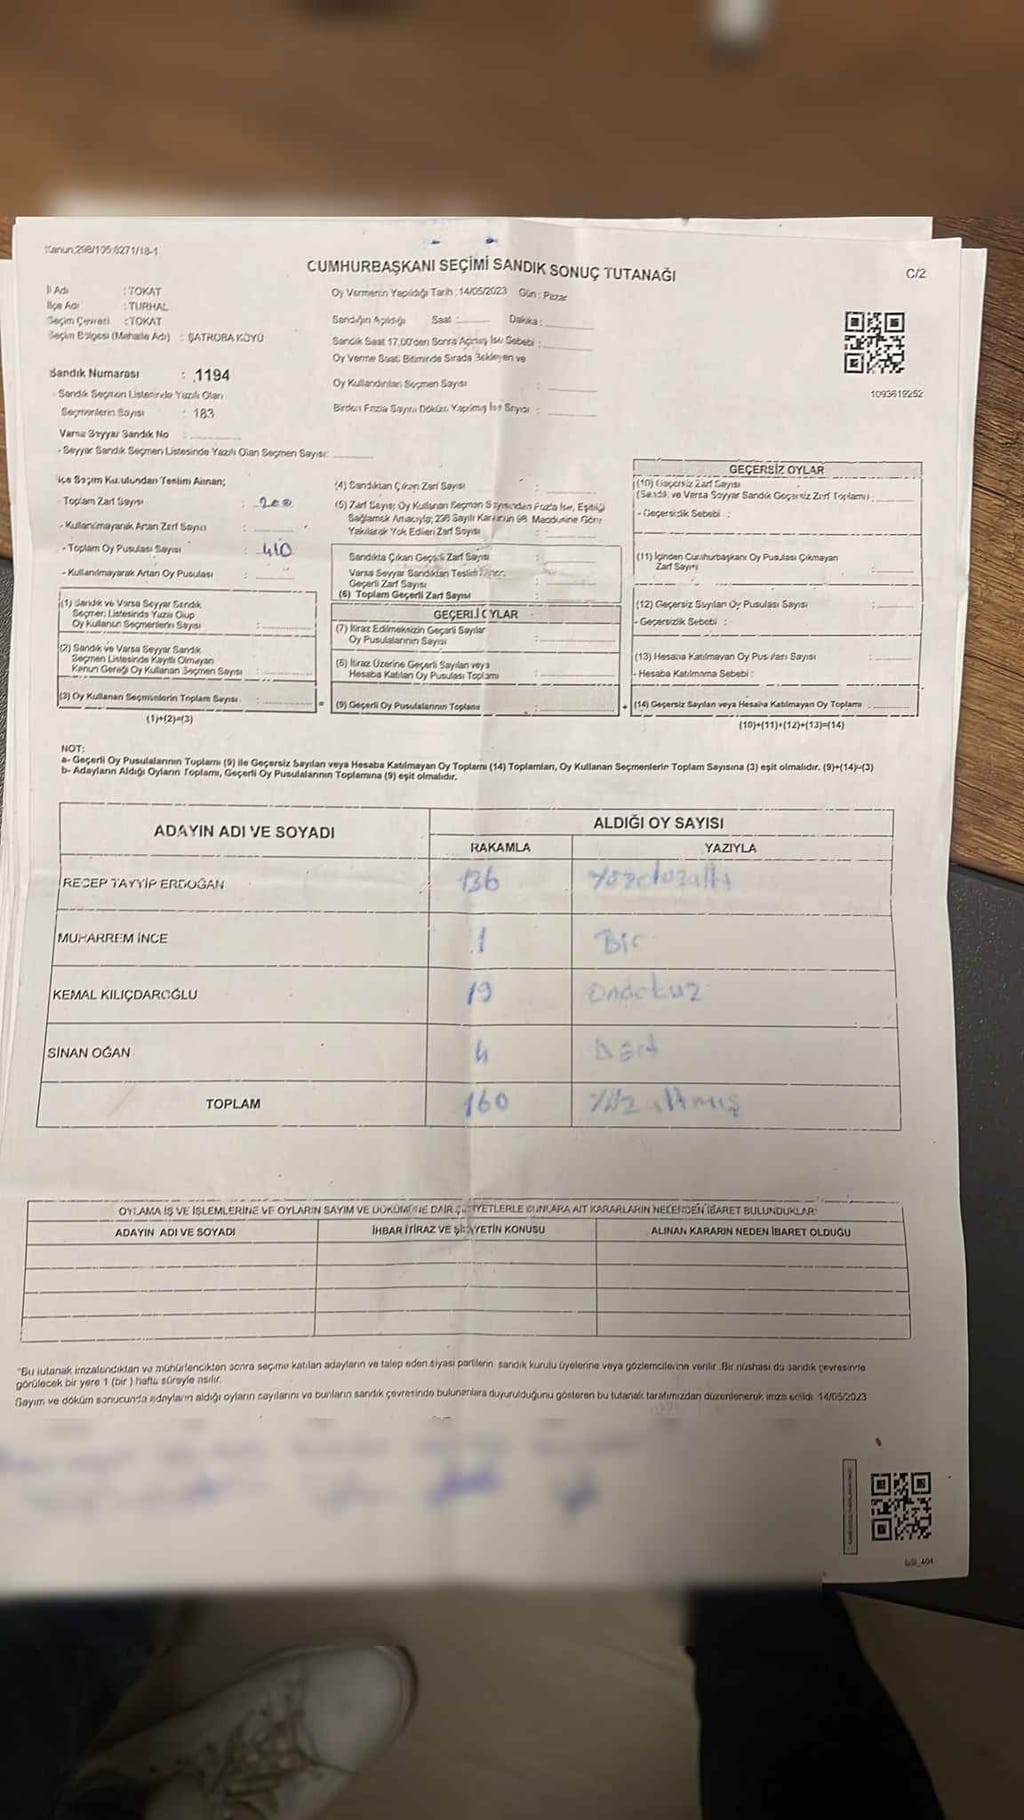 Kanun:298/105;6271/18-1
CUMHURBAŞKANI SEÇİMİ SANDIK SONUÇ TUTANAĞI
C/2
İl Adı : TOKAT
İlçe Adı : TURHAL
Seçim Çevresi : TOKAT
Seçim Bölgesi (Mahalle Adı) : ŞATROBA KÖYÜ
Oy Vermenin Yapıldığı Tarih :14/05/2023 Gün : Pazar
Sandığın Açıldığı Saat : Dakika :
Sandık Saat 17.00'den Sonra Açılmış İse Sebebi :
Oy Verme Saati Bitiminde Sırada Bekleyen ve
Oy Kullandırılan Seçmen Sayısı :
Birden Fazla Sayım Döküm Yapılmış İse Sayısı :
1093619252
Sandık Numarası : 1194
- Sandık Seçmen Listesinde Yazılı Olan
Seçmenlerin Sayısı : 183
Varsa Seyyar Sandık No :
- Seyyar Sandık Seçmen Listesinde Yazılı Olan Seçmen Sayısı:
İlçe Seçim Kurulundan Teslim Alınan;
- Toplam Zarf Sayısı : 200
- Kullanılmayarak Artan Zarf Sayısı :
- Toplam Oy Pusulası Sayısı : 410
- Kullanılmayarak Artan Oy Pusulası :
(1) Sandık ve Varsa Seyyar Sandık
Seçmen Listesinde Yazılı Olup
Oy Kullanan Seçmenlerin Sayısı :
(2) Sandık ve Varsa Seyyar Sandık
Seçmen Listesinde Kayıtlı Olmayan
Kanun Gereği Oy Kullanan Seçmen Sayısı :
(3) Oy Kullanan Seçmenlerin Toplam Sayısı :
(1)+(2)=(3)
(4) Sandıktan Çıkan Zarf Sayısı :
(5) Zarf Sayısı; Oy Kullanan Seçmen Sayısından Fazla İse, Eşitliği
Sağlamak Amacıyla; 298 Sayılı Kanunun 98. Maddesine Göre
Yakılarak Yok Edilen Zarf Sayısı :
Sandıkta Çıkan Geçerli Zarf Sayısı :
Varsa Seyyar Sandıktan Teslim Alınan
Geçerli Zarf Sayısı :
(6) Toplam Geçerli Zarf Sayısı :
GEÇERLİ OYLAR
(7) İtiraz Edilmeksizin Geçerli Sayılan
Oy Pusulalarının Sayısı :
(8) İtiraz Üzerine Geçerli Sayılan veya
Hesaba Katılan Oy Pusulası Toplamı :
= (9) Geçerli Oy Pusulalarının Toplamı :
GEÇERSİZ OYLAR
(10) Geçersiz Zarf Sayısı
(Sandık ve Varsa Seyyar Sandık Geçersiz Zarf Toplamı) :
- Geçersizlik Sebebi :
(11) İçinden Cumhurbaşkanı Oy Pusulası Çıkmayan
Zarf Sayısı :
(12) Geçersiz Sayılan Oy Pusulası Sayısı :
- Geçersizlik Sebebi :
(13) Hesaba Katılmayan Oy Pusulası Sayısı :
- Hesaba Katılmama Sebebi :
+ (14) Geçersiz Sayılan veya Hesaba Katılmayan Oy Toplamı :
(10)+(11)+(12)+(13)=(14)
NOT:
a- Geçerli Oy Pusulalarının Toplamı (9) ile Geçersiz Sayılan veya Hesaba Katılmayan Oy Toplamı (14) Toplamları, Oy Kullanan Seçmenlerin Toplam Sayısına (3) eşit olmalıdır. (9)+(14)=(3)
b- Adayların Aldığı Oyların Toplamı, Geçerli Oy Pusulalarının Toplamına (9) eşit olmalıdır.
ADAYIN ADI VE SOYADI
ALDIĞI OY SAYISI
RAKAMLA YAZIYLA
RECEP TAYYİP ERDOĞAN 136 Yüzotuzaltı
MUHARREM İNCE 1 Bir
KEMAL KILIÇDAROĞLU 19 Ondokuz
SİNAN OĞAN 4 Dört
TOPLAM 160 Yüz altmış
OYLAMA İŞ VE İŞLEMLERİNE VE OYLARIN SAYIM VE DÖKÜMÜNE DAİR ŞİKAYETLERLE BUNLARA AİT KARARLARIN NELERDEN İBARET BULUNDUKLARI
ADAYIN ADI VE SOYADI İHBAR İTİRAZ VE ŞİKAYETİN KONUSU ALINAN KARARIN NEDEN İBARET OLDUĞU
"Bu tutanak imzalandıktan ve mühürlendikten sonra seçime katılan adayların ve talep eden siyasi partilerin sandık kurulu üyelerine veya gözlemcilerine verilir. Bir nüshası da sandık çevresinde
görülecek bir yere 1 (bir ) hafta süreyle asılır.
Sayım ve döküm sonucunda adayların aldığı oyların sayılarını ve bunların sandık çevresinde bulunanlara duyurulduğunu gösteren bu tutanak tarafımızdan düzenlenerek imza edildi. 14/05/2023